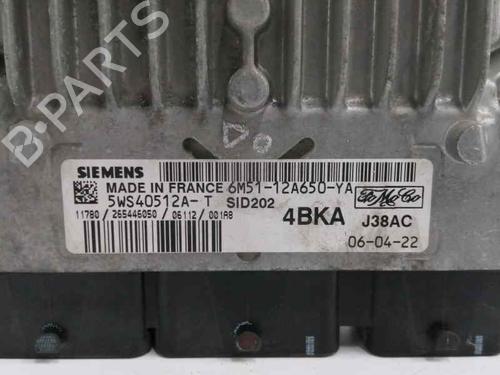 B-PARTS
Do
SIEMENS
MADE IN FRANCE 6M51-12A650-YA
5WS40512A-T SID202
FoMoCo
11780 / 265446050 / 06112 / 001A8
4BKA J38AC
06-04-22